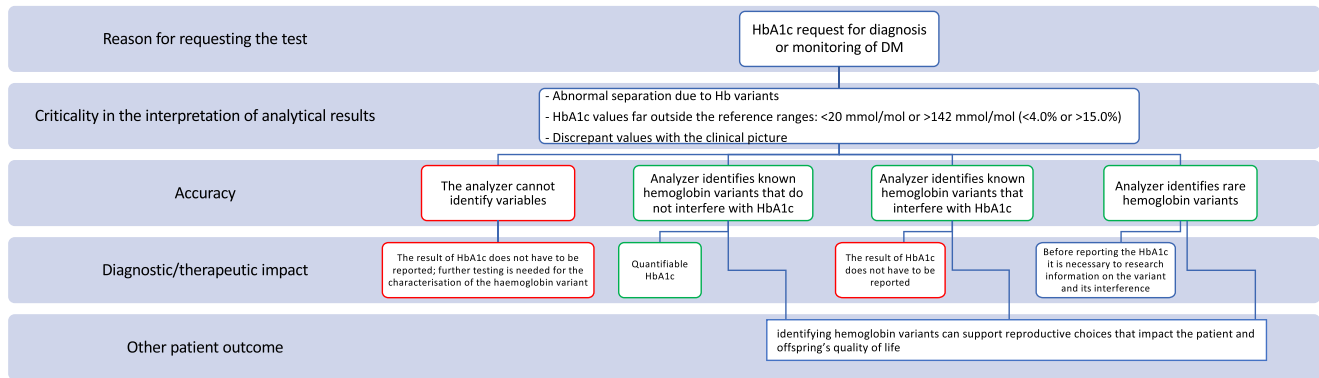 Reason for requesting the test
HbA1c request for diagnosis
or monitoring of DM
Criticality in the interpretation of analytical results
- Abnormal separation due to Hb variants
- HbA1c values far outside the reference ranges: <20 mmol/mol or >142 mmol/mol (<4.0% or >15.0%)
- Discrepant values with the clinical picture
Accuracy
The analyzer cannot
identify variables
Analyzer identifies known
hemoglobin variants that do
not interfere with HbA1c
Analyzer identifies known
hemoglobin variants that
interfere with HbA1c
Analyzer identifies rare
hemoglobin variants
Diagnostic/therapeutic impact
The result of HbA1c does not have to be
reported; further testing is needed for the
characterisation of the haemoglobin variant
Quantifiable
HbA1c
The result of HbA1c
does not have to be
reported
Before reporting the HbA1c
it is necessary to research
information on the variant
and its interference
Other patient outcome
identifying hemoglobin variants can support reproductive choices that impact the patient and
offspring's quality of life